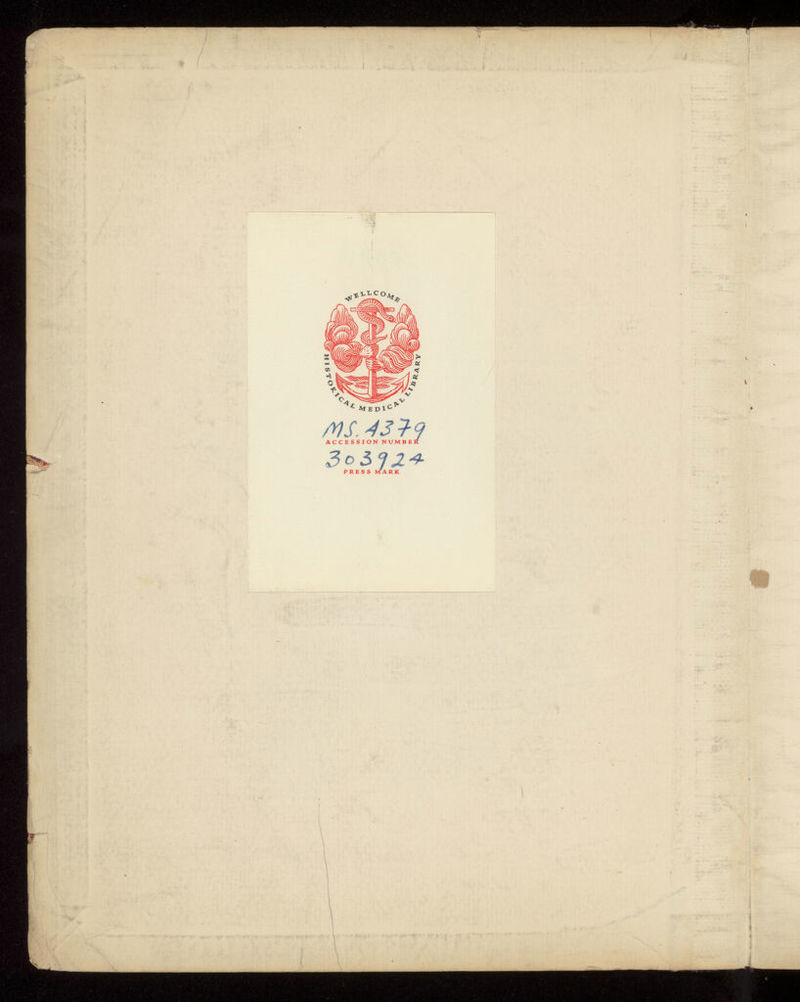 WELLCOME
HISTORICAL MEDICAL LIBRARY
MS. 4379
ACCESSION NUMBER
303924
PRESS MARK